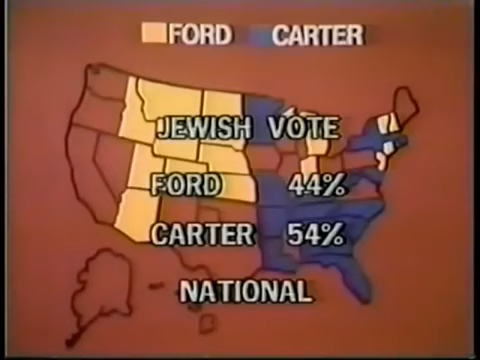 FORD CARTER
JEWISH VOTE
FORD 44%
CARTER 54%
NATIONAL